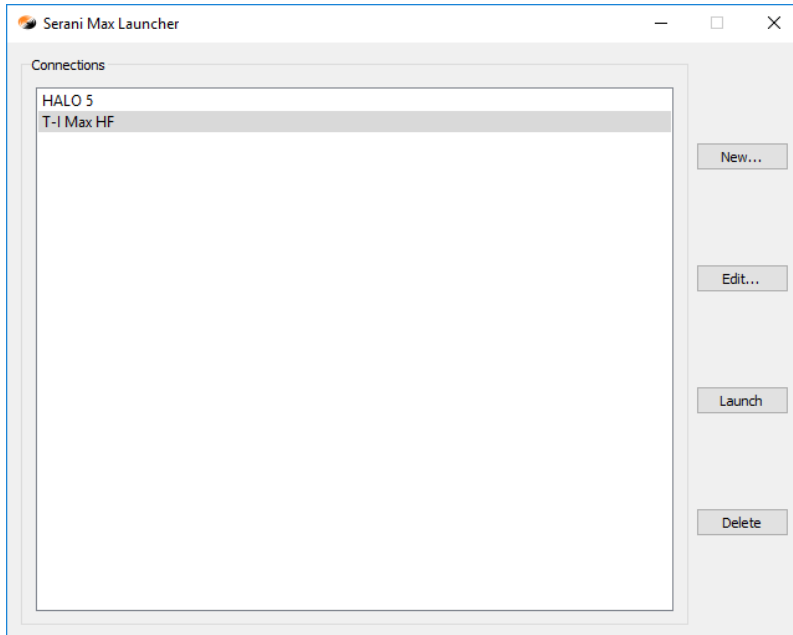 Serani Max Launcher
Connections
HALO 5
T-I Max HF
New...
Edit...
Launch
Delete